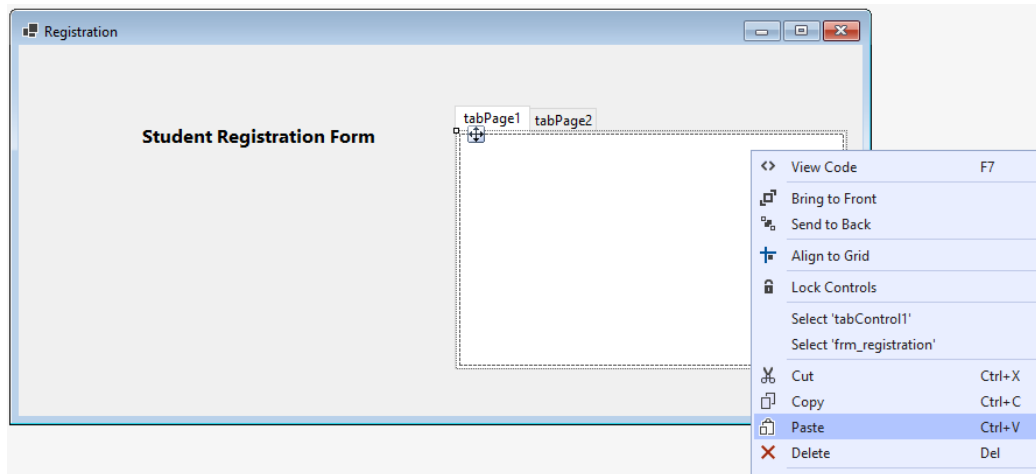 Registration
tabPage1 tabPage2
Student Registration Form
View Code F7
Bring to Front
Send to Back
Align to Grid
Lock Controls
Select 'tabControl1'
Select 'frm_registration'
Cut Ctrl+X
Copy Ctrl+C
Paste Ctrl+V
Delete Del